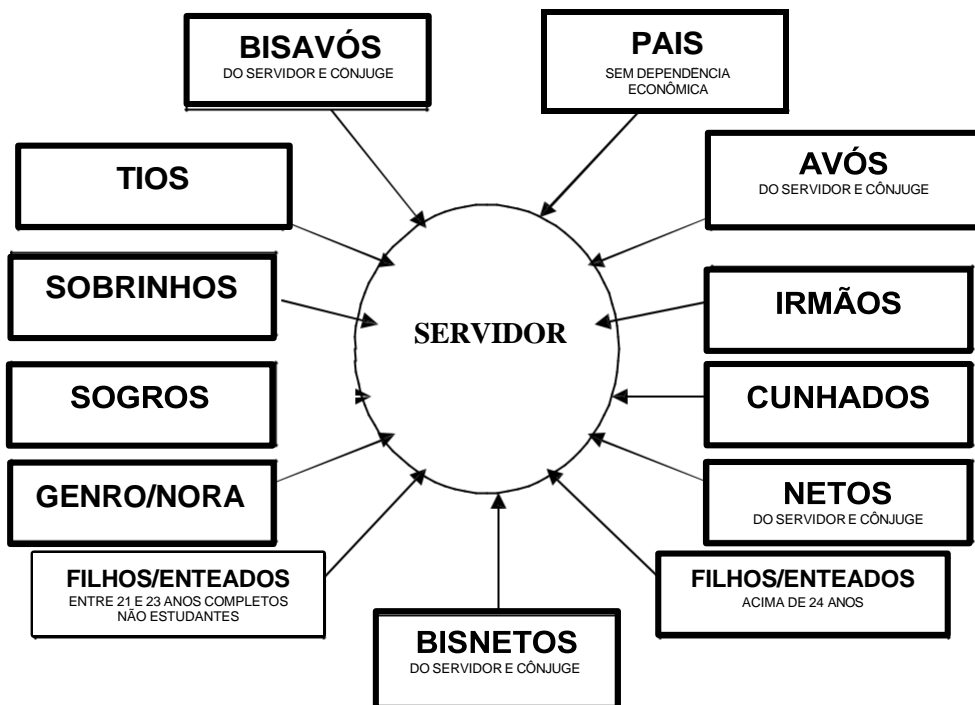 BISAVÓS
DO SERVIDOR E CONJUGE
PAIS
SEM DEPENDENCIA
ECONÔMICA
TIOS
AVÓS
DO SERVIDOR E CÔNJUGE
SOBRINHOS
IRMÃOS
SERVIDOR
SOGROS
CUNHADOS
GENRO/NORA
NETOS
DO SERVIDOR E CÔNJUGE
FILHOS/ENTEADOS
ENTRE 21 E 23 ANOS COMPLETOS
NÃO ESTUDANTES
FILHOS/ENTEADOS
ACIMA DE 24 ANOS
BISNETOS
DO SERVIDOR E CÔNJUGE